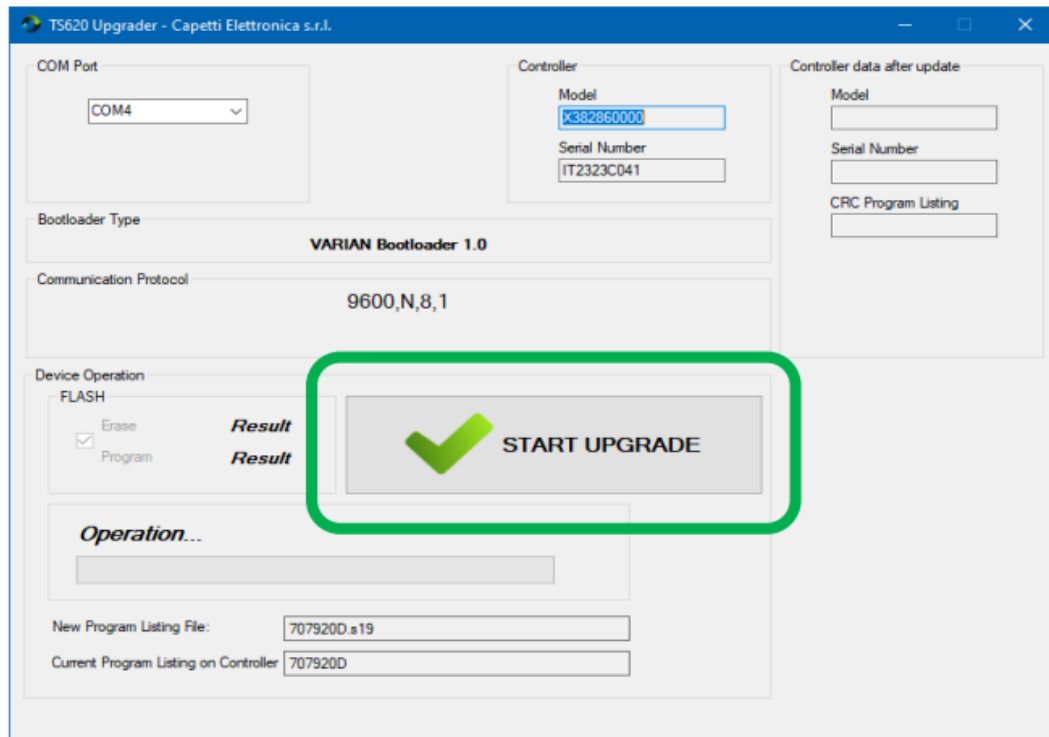 TS620 Upgrader - Capetti Elettronica s.r.l.
COM Port
COM4
Controller
Model
X382860000
Serial Number
IT2323C041
Controller data after update
Model
Serial Number
CRC Program Listing
Bootloader Type
VARIAN Bootloader 1.0
Communication Protocol
9600,N,8,1
Device Operation
FLASH
Erase Result
Program Result
START UPGRADE
Operation...
New Program Listing File: 707920D.s19
Current Program Listing on Controller 707920D